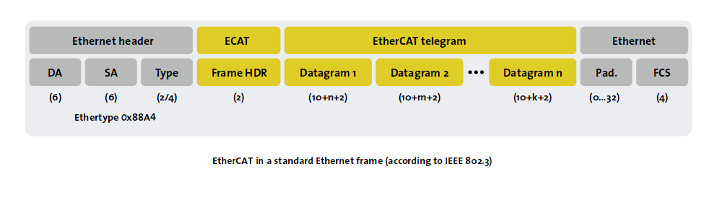 Ethernet header ECAT EtherCAT telegram Ethernet
DA SA Type Frame HDR Datagram 1 Datagram 2 ••• Datagram n Pad. FCS
(6) (6) (2/4) (2) (10+n+2) (10+m+2) (10+k+2) (0...32) (4)
Ethertype 0x88A4
EtherCAT in a standard Ethernet frame (according to IEEE 802.3)